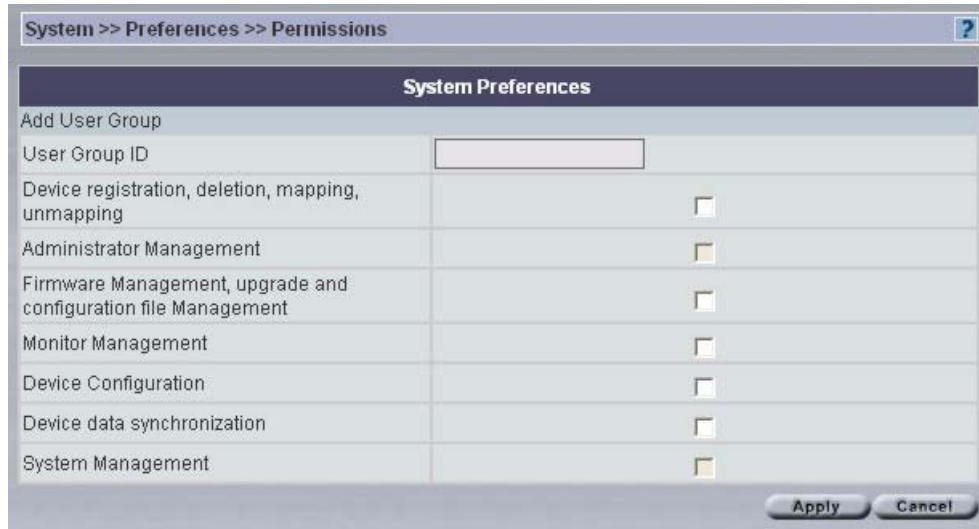 System >> Preferences >> Permissions
?
System Preferences
Add User Group
User Group ID
Device registration, deletion, mapping,
unmapping
Administrator Management
Firmware Management, upgrade and
configuration file Management
Monitor Management
Device Configuration
Device data synchronization
System Management
Apply
Cancel